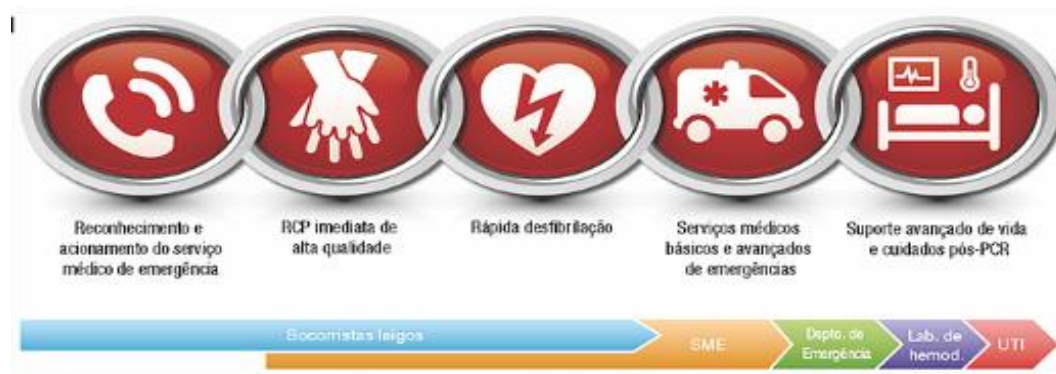 Reconhecimento e
acionamento do serviço
médico de emergência
RCP imediata de
alta qualidade
Rápida desfibrilação
Serviços médicos
básicos e avançados
de emergências
Suporte avançado de vida
e cuidados pós-PCR
Socorristas leigos
SME
Depto. de
Emergência
Lab. de
hemod.
UTI